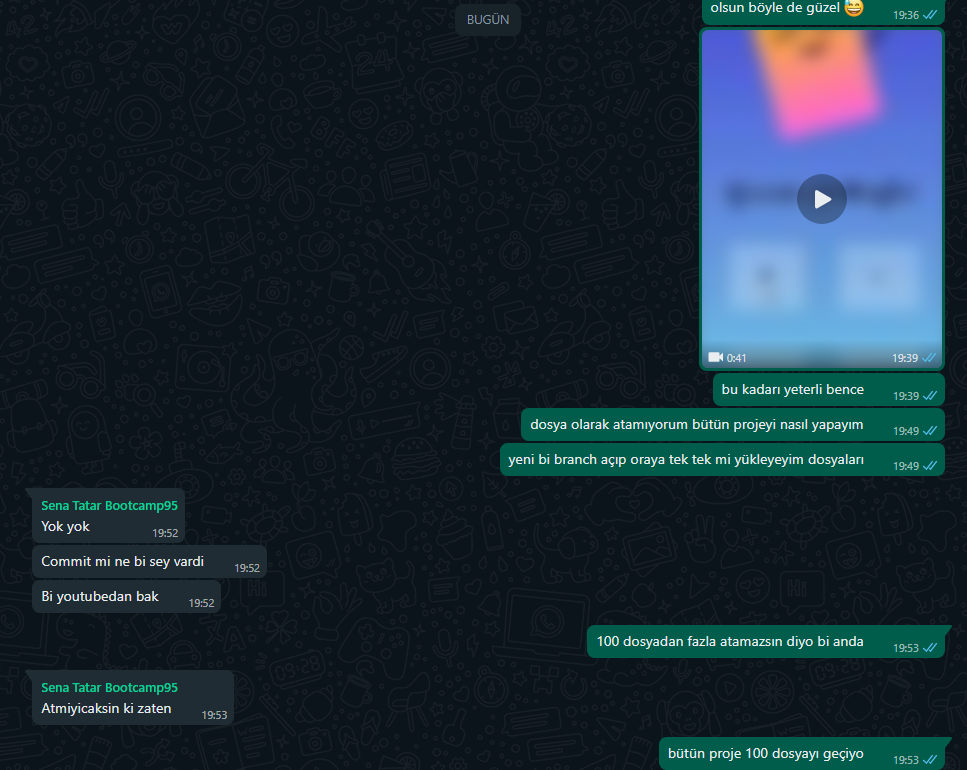 olsun böyle de güzel 😅 19:36
BUGÜN
0:41 19:39
bu kadarı yeterli bence 19:39
dosya olarak atamıyorum bütün projeyi nasıl yapayım 19:49
yeni bi branch açıp oraya tek tek mi yükleyeyim dosyaları 19:49
Sena Tatar Bootcamp95
Yok yok 19:52
Commit mi ne bi sey vardi 19:52
Bi youtubedan bak 19:52
100 dosyadan fazla atamazsın diyo bi anda 19:53
Sena Tatar Bootcamp95
Atmiyicaksin ki zaten 19:53
bütün proje 100 dosyayı geçiyo 19:53